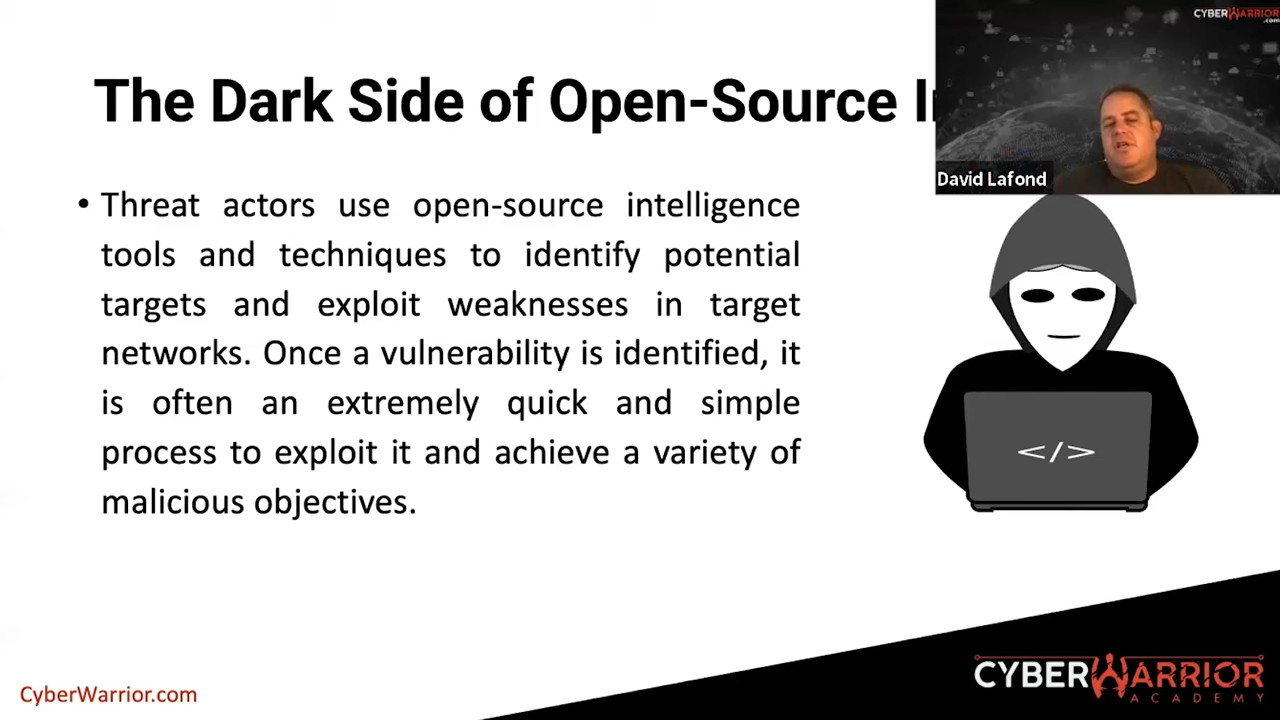 CYBERWARRIOR
.com
The Dark Side of Open-Source
David Lafond
• Threat actors use open-source intelligence
tools and techniques to identify potential
targets and exploit weaknesses in target
networks. Once a vulnerability is identified, it
is often an extremely quick and simple
process to exploit it and achieve a variety of
malicious objectives.
</>
CyberWarrior.com
CYBERWARRIOR
ACADEMY